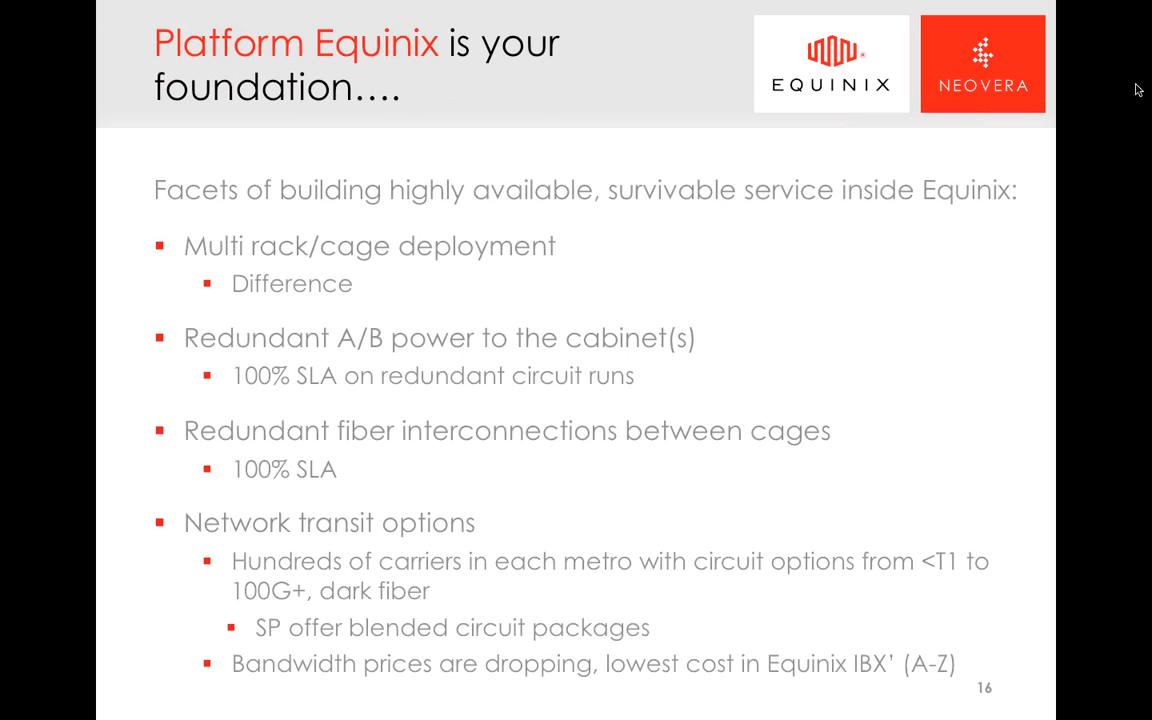 Platform Equinix is your
foundation....
EQUINIX
NEOVERA
Facets of building highly available, survivable service inside Equinix:
▪ Multi rack/cage deployment
▪ Difference
▪ Redundant A/B power to the cabinet(s)
▪ 100% SLA on redundant circuit runs
▪ Redundant fiber interconnections between cages
▪ 100% SLA
▪ Network transit options
▪ Hundreds of carriers in each metro with circuit options from <T1 to
100G+, dark fiber
▪ SP offer blended circuit packages
▪ Bandwidth prices are dropping, lowest cost in Equinix IBX’ (A-Z)
16